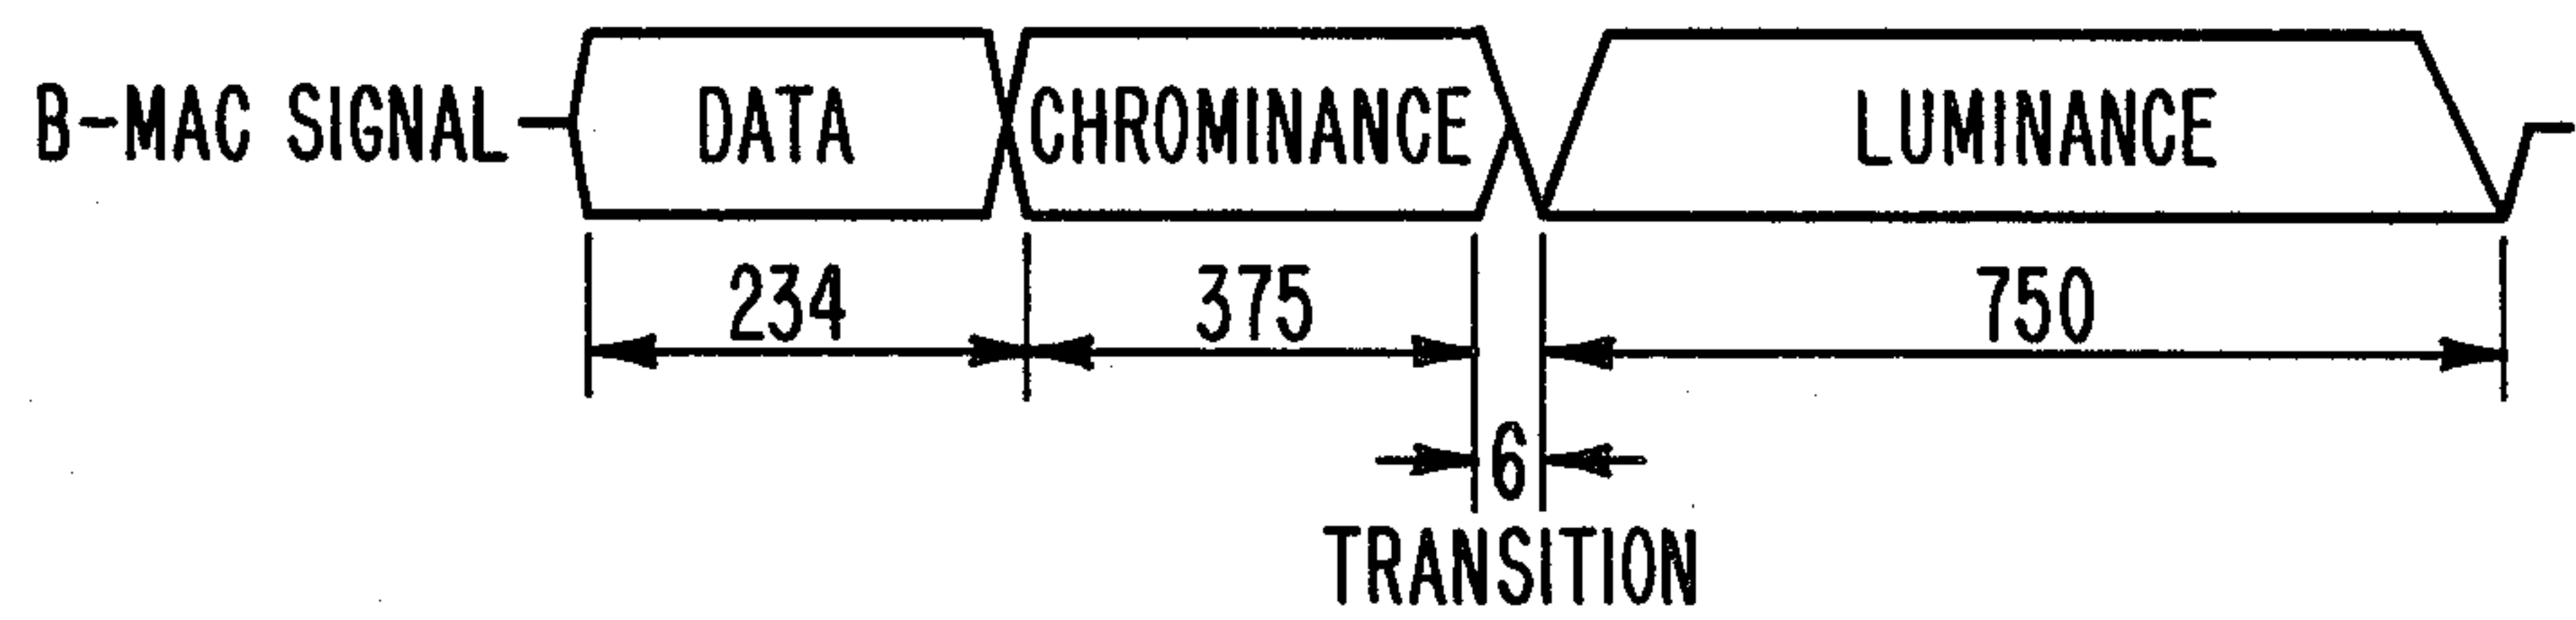 B-MAC SIGNAL DATA CHROMINANCE LUMINANCE
234 375 750
6
TRANSITION